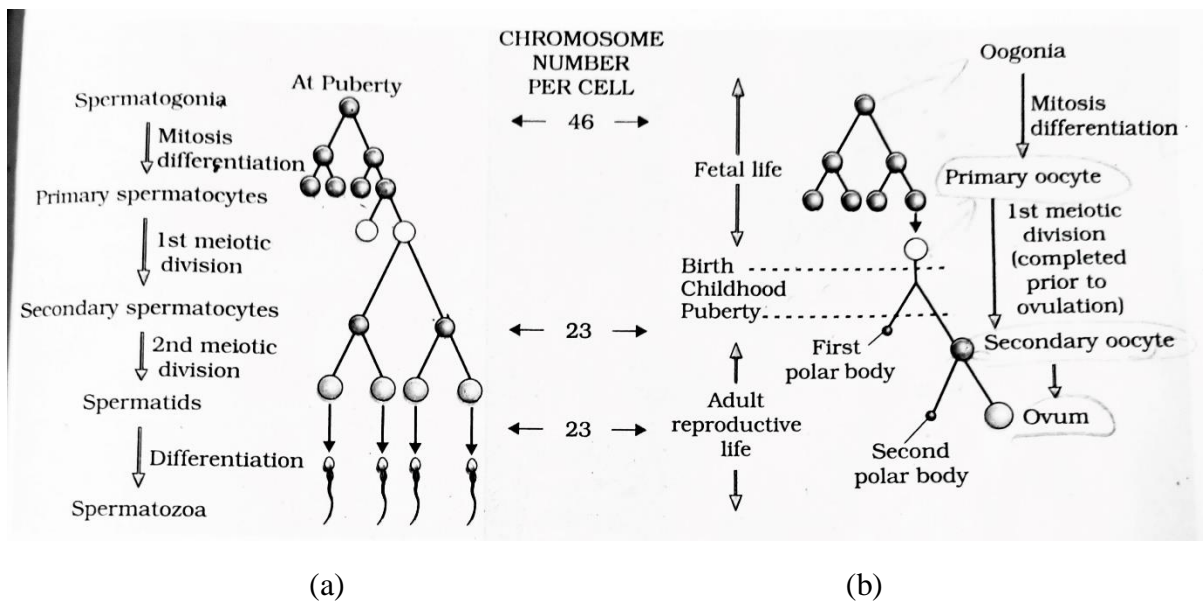 Spermatogonia
Mitosis
differentiation
Primary spermatocytes
1st meiotic
division
Secondary spermatocytes
2nd meiotic
division
Spermatids
Differentiation
Spermatozoa
At Puberty
CHROMOSOME
NUMBER
PER CELL
46
23
23
Fetal life
Birth
Childhood
Puberty
Adult
reproductive
life
First
polar body
Second
polar body
Oogonia
Mitosis
differentiation
Primary oocyte
1st meiotic
division
(completed
prior to
ovulation)
Secondary oocyte
Ovum
(a)
(b)